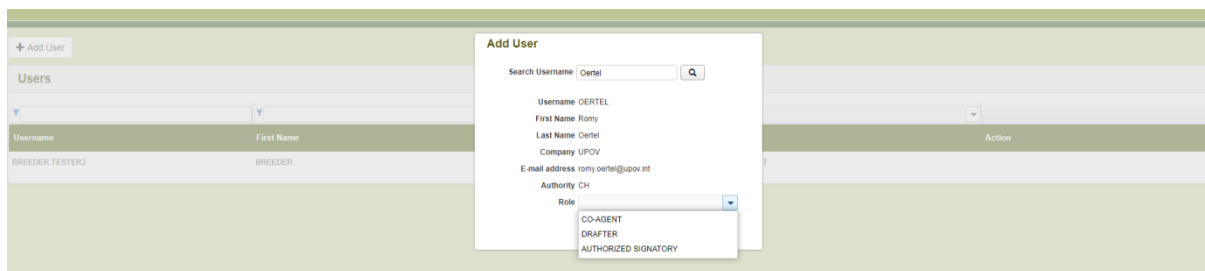 Add User
Users
Username First Name Action
BREEDER.TESTER2 BREEDER
Add User
Search Username Oertel
Username OERTEL
First Name Romy
Last Name Oertel
Company UPOV
E-mail address romy.oertel@upov.int
Authority CH
Role
CO-AGENT
DRAFTER
AUTHORIZED SIGNATORY